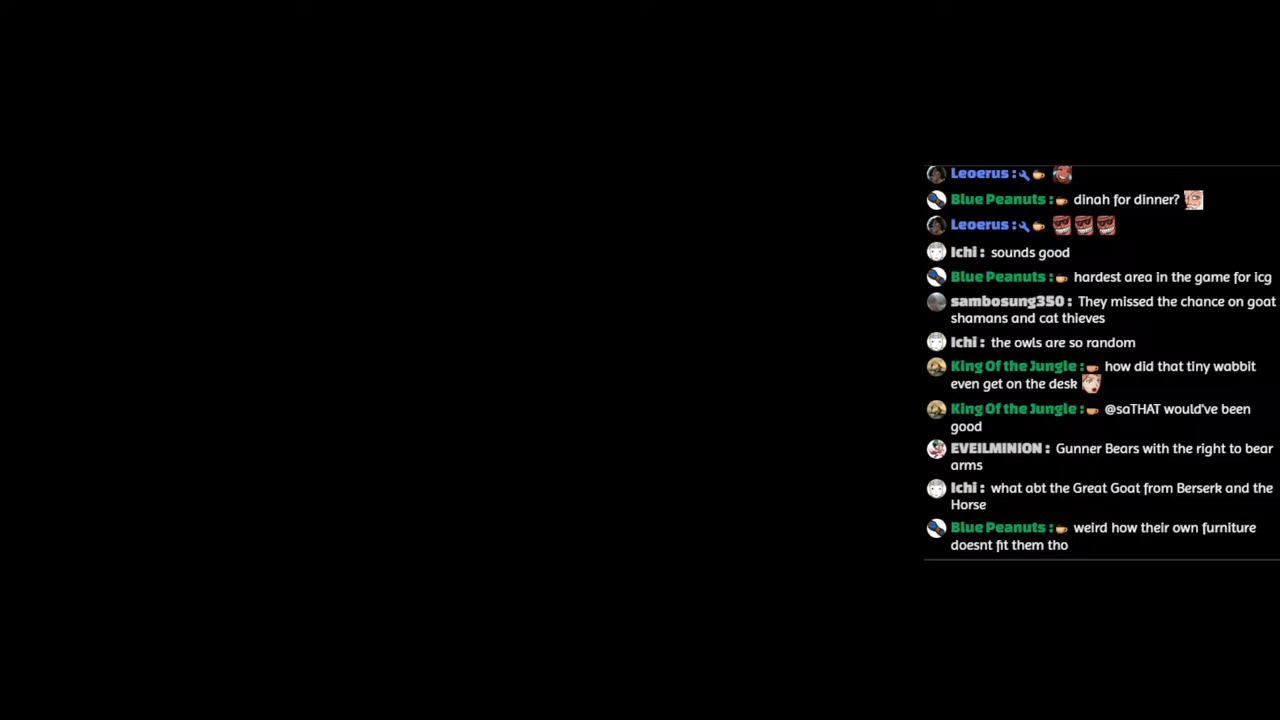 Leoerus :
Blue Peanuts : dinah for dinner?
Leoerus :
Ichi : sounds good
Blue Peanuts : hardest area in the game for icg
sambosung350 : They missed the chance on goat
shamans and cat thieves
Ichi : the owls are so random
King Of the Jungle : how did that tiny wabbit
even get on the desk
King Of the Jungle : @saTHAT would've been
good
EVEILMINION : Gunner Bears with the right to bear
arms
Ichi : what abt the Great Goat from Berserk and the
Horse
Blue Peanuts : weird how their own furniture
doesnt fit them tho